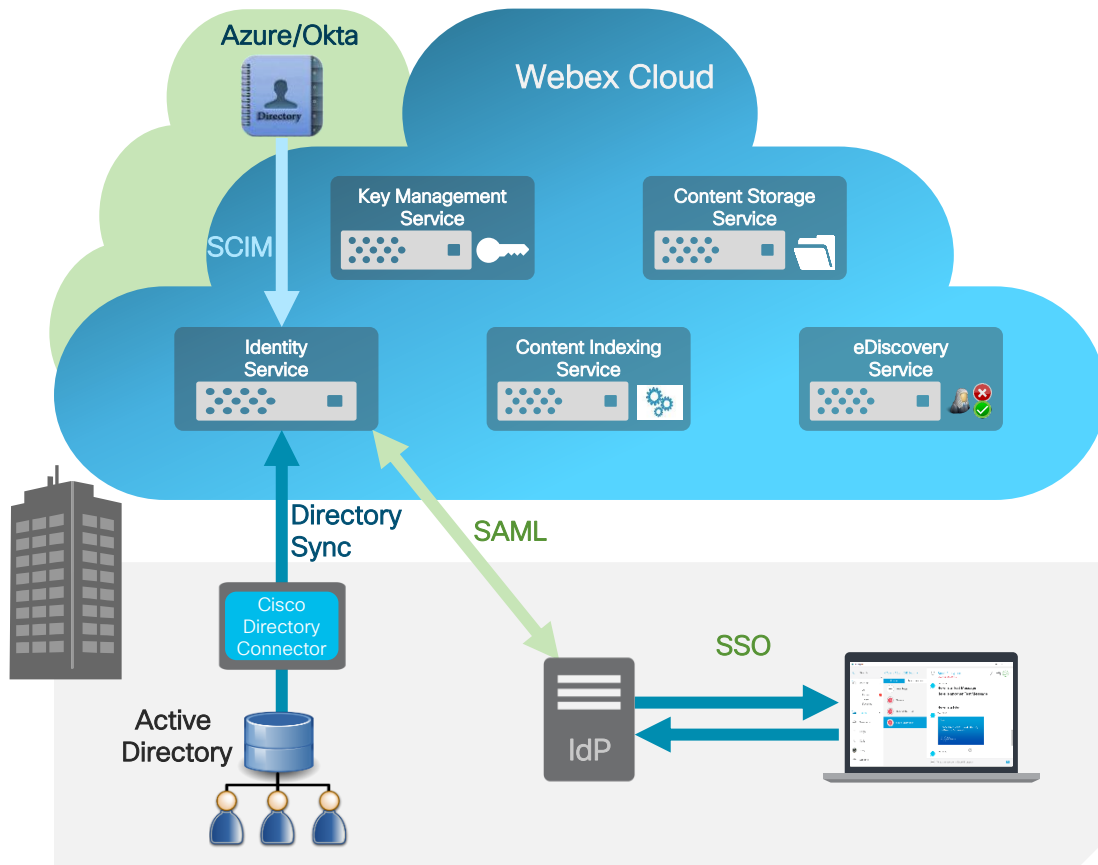 Azure/Okta
Directory
Webex Cloud
Key Management
Service
Content Storage
Service
SCIM
Identity
Service
Content Indexing
Service
eDiscovery
Service
Directory
Sync
SAML
Cisco
Directory
Connector
SSO
Active
Directory
IdP